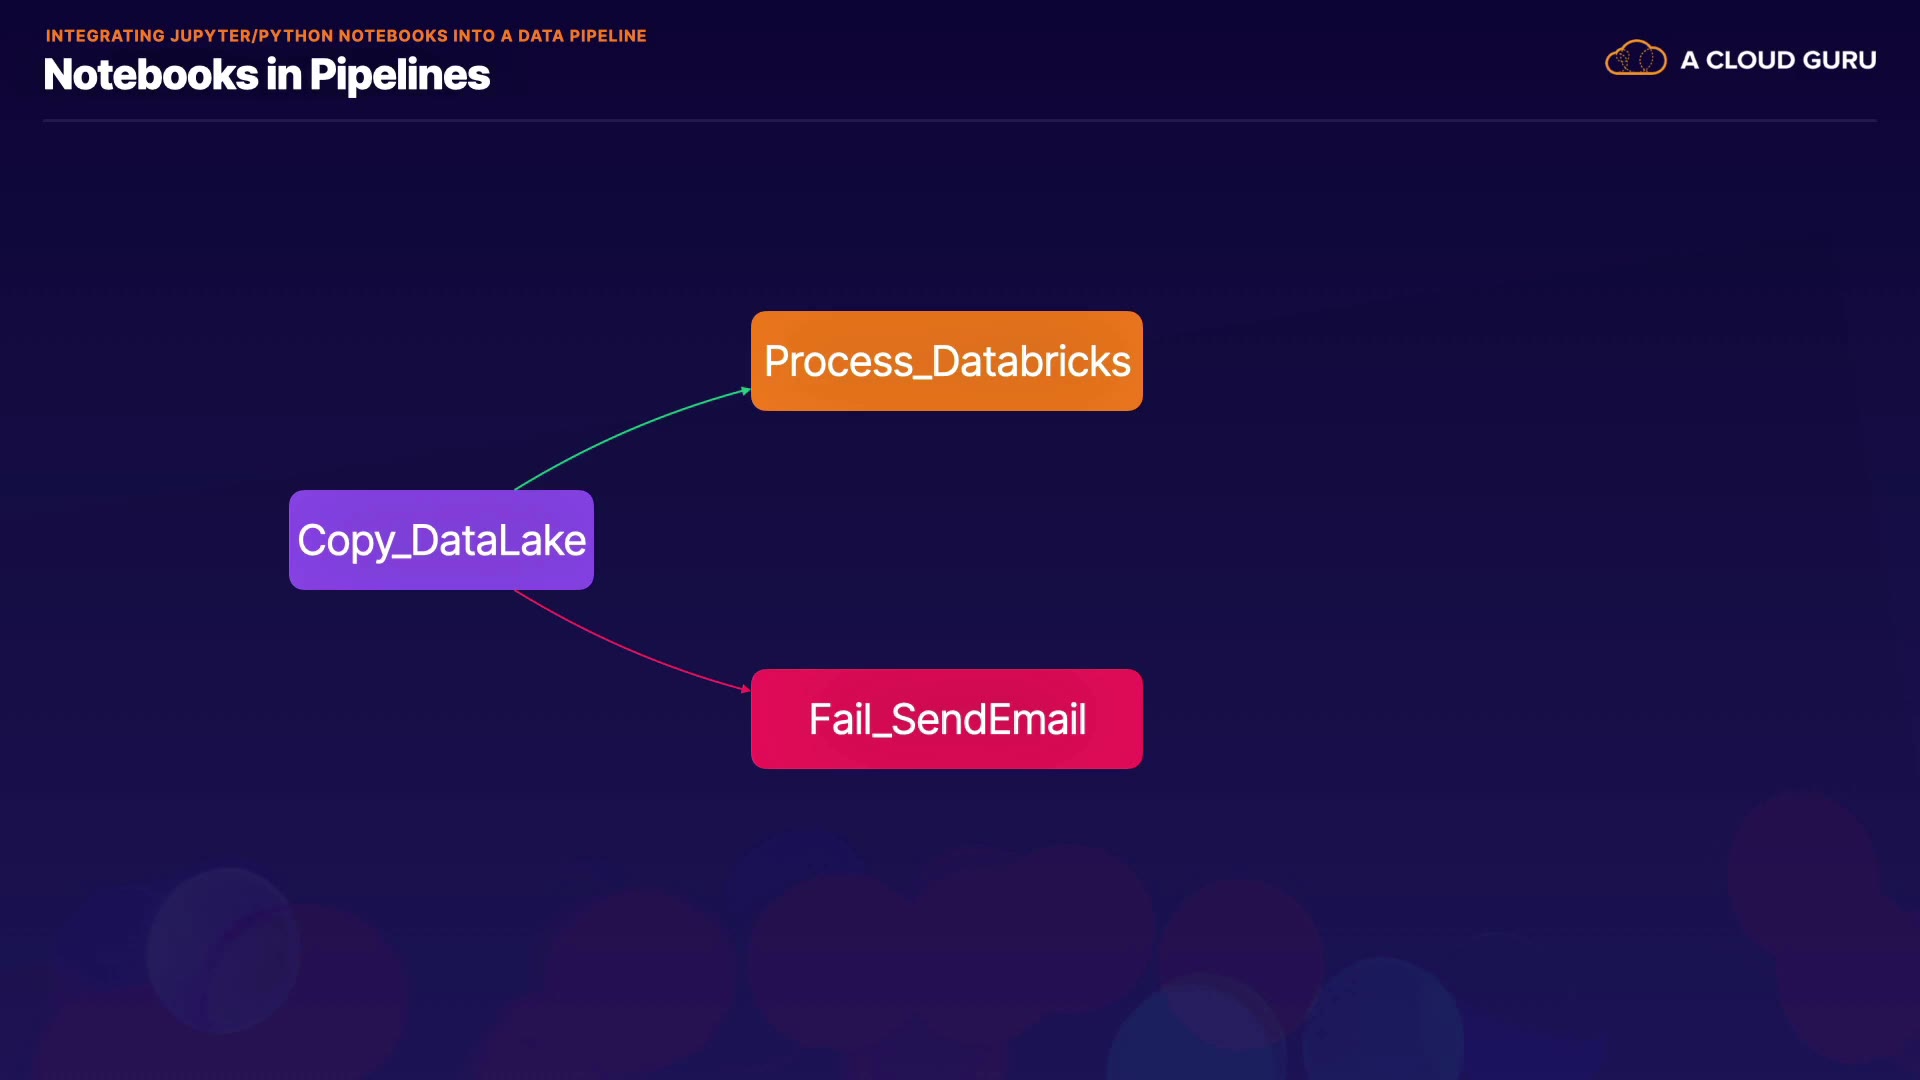 INTEGRATING JUPYTER/PYTHON NOTEBOOKS INTO A DATA PIPELINE
Notebooks in Pipelines
A CLOUD GURU
Process_Databricks
Copy_DataLake
Fail_SendEmail